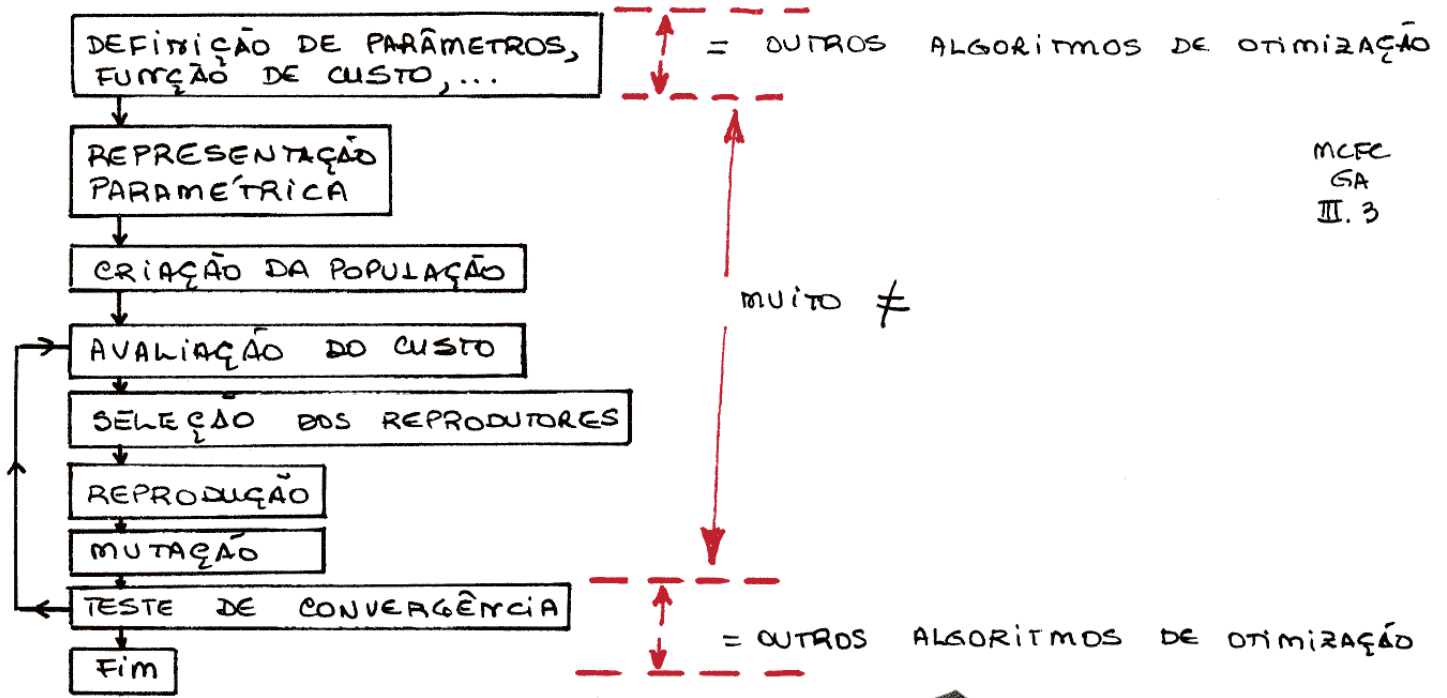 DEFINIÇÃO DE PARÂMETROS,
FUNÇÃO DE CUSTO, ...
= OUTROS ALGORITMOS DE OTIMIZAÇÃO
REPRESENTAÇÃO
PARAMÉTRICA
MCFC
GA
III.3
CRIAÇÃO DA POPULAÇÃO
MUITO ≠
AVALIAÇÃO DO CUSTO
SELEÇÃO DOS REPRODUTORES
REPRODUÇÃO
MUTAÇÃO
TESTE DE CONVERGÊNCIA
= OUTROS ALGORITMOS DE OTIMIZAÇÃO
FIM